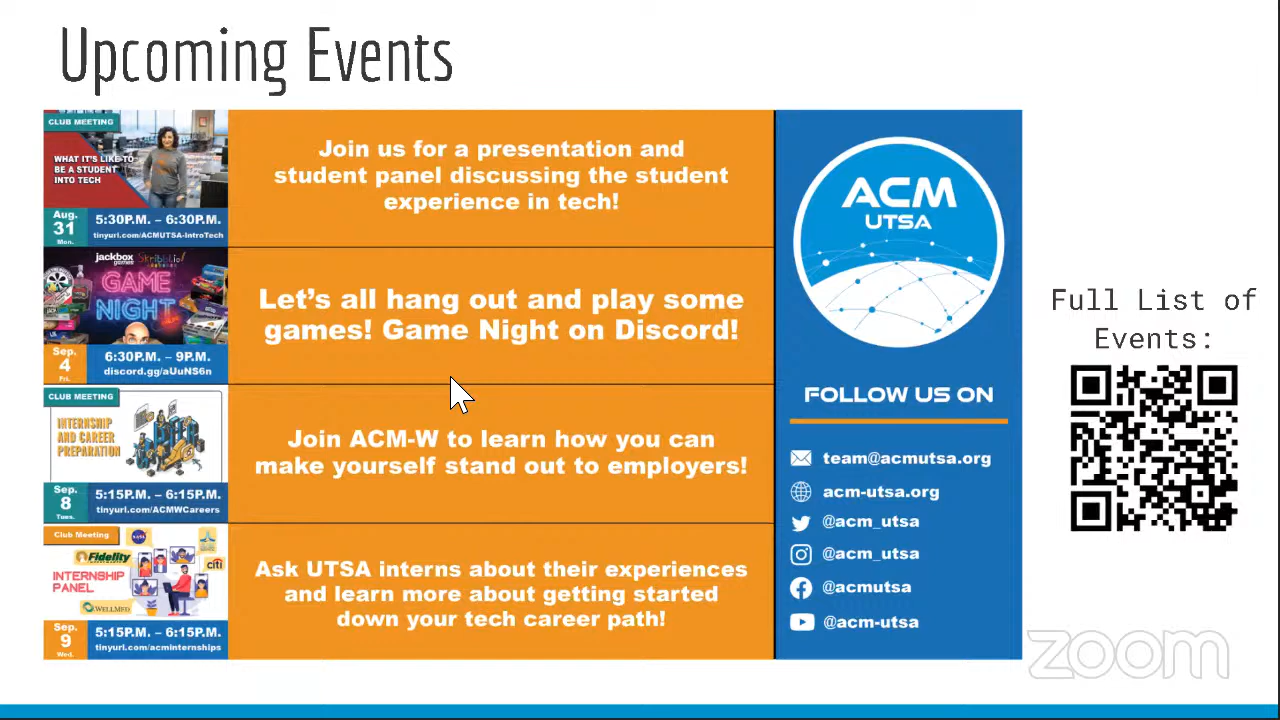 Upcoming Events
CLUB MEETING
WHAT IT'S LIKE TO
BE A STUDENT
INTO TECH
Aug.
31
Mon.
5:30P.M. – 6:30P.M.
tinyurl.com/ACMUTSA-IntroTech
Join us for a presentation and
student panel discussing the student
experience in tech!
jackbox
games
skribbl.io!
GAME
NIGHT
Sep.
4
Fri.
6:30P.M. – 9P.M.
discord.gg/aUuNS6n
Let's all hang out and play some
games! Game Night on Discord!
CLUB MEETING
INTERNSHIP
AND CAREER
PREPARATION
Sep.
8
Tues.
5:15P.M. – 6:15P.M.
tinyurl.com/ACMWCareers
Join ACM-W to learn how you can
make yourself stand out to employers!
Club Meeting
NASA
Fidelity
citi
INTERNSHIP
PANEL
WELLMED
Sep.
9
Wed.
5:15P.M. – 6:15P.M.
tinyurl.com/acminternships
Ask UTSA interns about their experiences
and learn more about getting started
down your tech career path!
ACM
UTSA
FOLLOW US ON
team@acmutsa.org
acm-utsa.org
@acm_utsa
@acm_utsa
@acmutsa
@acm-utsa
Full List of
Events:
zoom